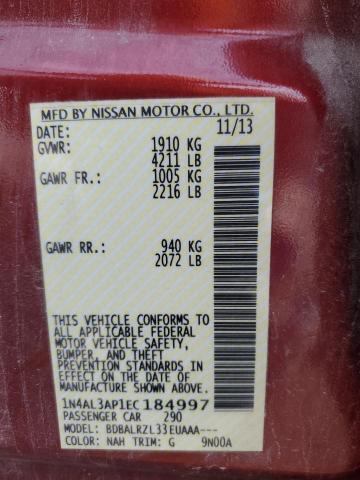 MFD BY NISSAN MOTOR CO., LTD.
DATE: 11/13
GVWR: 1910 KG
4211 LB
GAWR FR.: 1005 KG
2216 LB
GAWR RR.: 940 KG
2072 LB
THIS VEHICLE CONFORMS TO
ALL APPLICABLE FEDERAL
MOTOR VEHICLE SAFETY,
BUMPER, AND THEFT
PREVENTION STANDARDS IN
EFFECT ON THE DATE OF
MANUFACTURE SHOWN ABOVE.
1N4AL3AP1EC184997
PASSENGER CAR 290
MODEL: BDBALRZL33EUAAA---
COLOR: NAH TRIM: G 9N00A